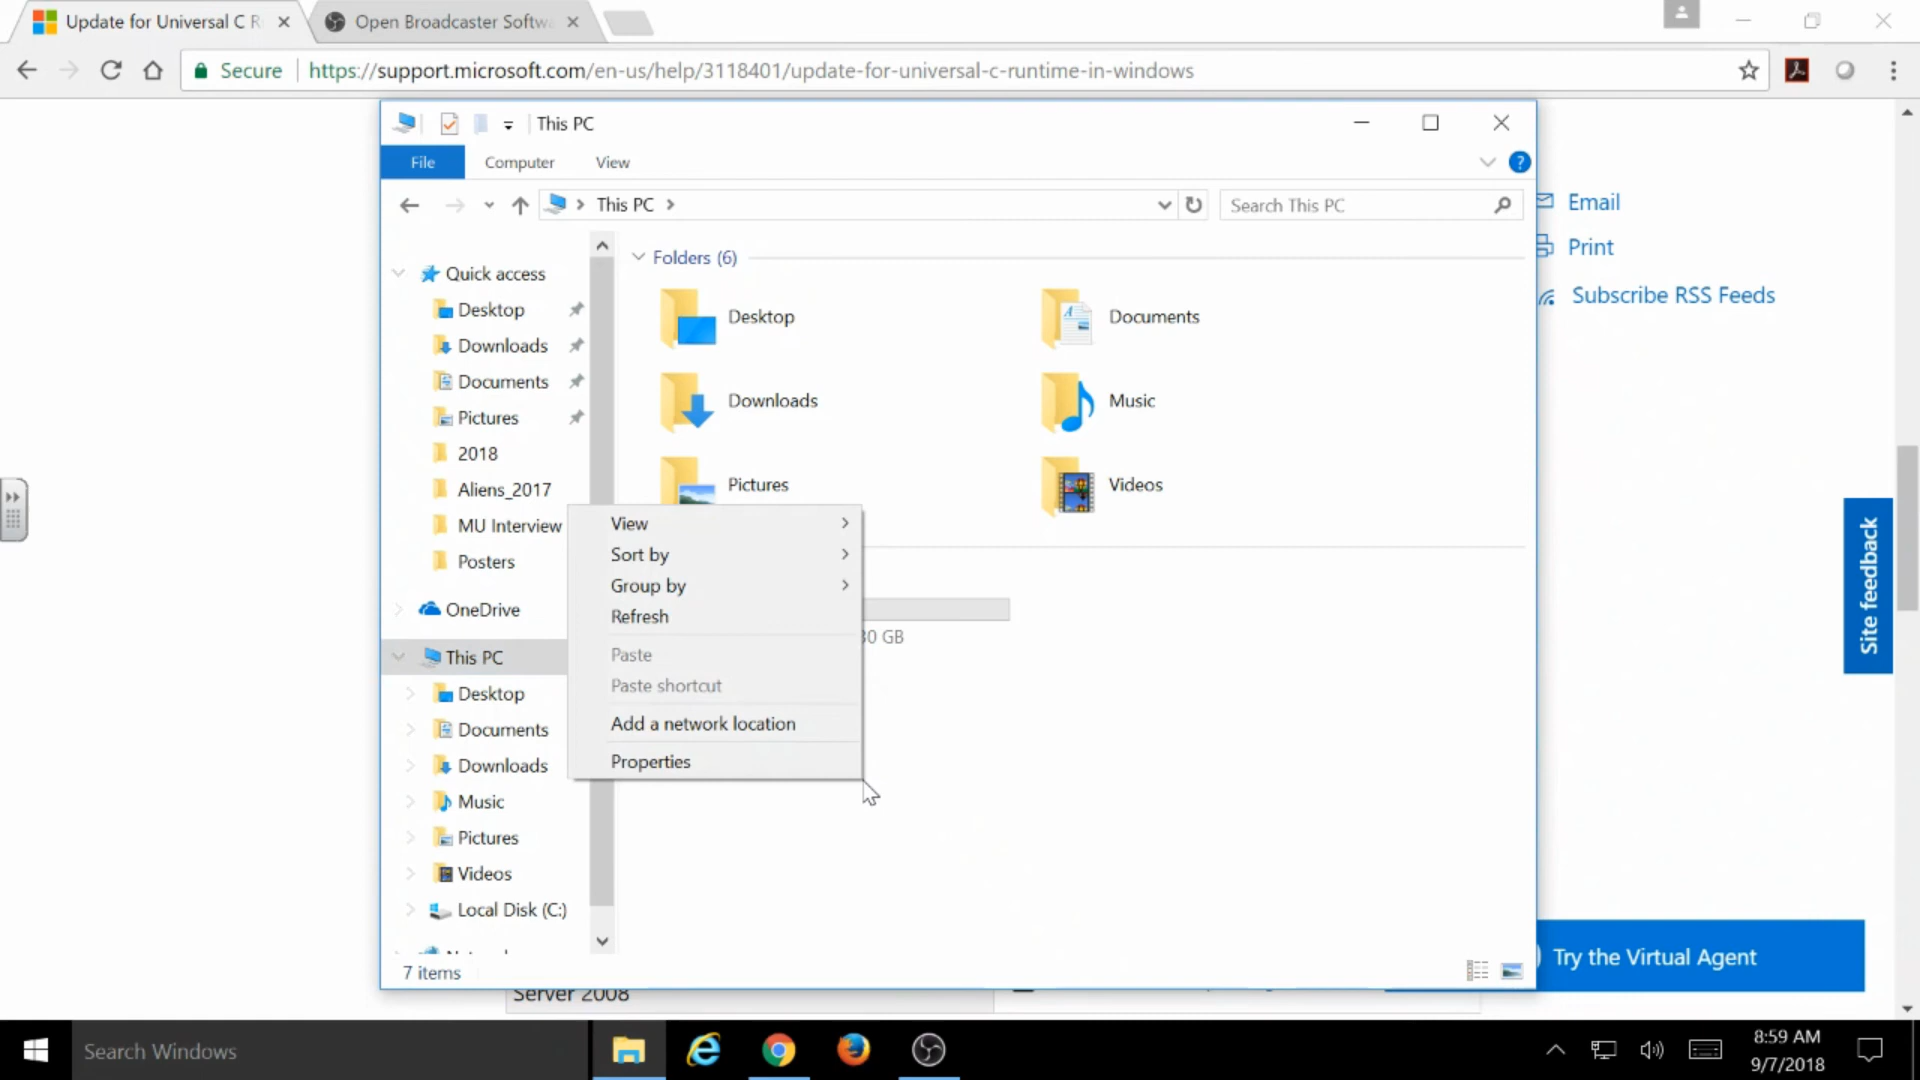 Update for Universal C R
Open Broadcaster Softw
Secure
https://support.microsoft.com/en-us/help/3118401/update-for-universal-c-runtime-in-windows
This PC
File
Computer
View
This PC
Search This PC
Email
Print
Subscribe RSS Feeds
Quick access
Desktop
Downloads
Documents
Pictures
2018
Aliens_2017
MU Interview
Posters
OneDrive
This PC
Desktop
Documents
Downloads
Music
Pictures
Videos
Local Disk (C:)
Folders (6)
Desktop
Documents
Downloads
Music
Pictures
Videos
View
Sort by
Group by
Refresh
Paste
Paste shortcut
Add a network location
Properties
GB
Site feedback
Try the Virtual Agent
7 items
Server 2008
Search Windows
8:59 AM
9/7/2018